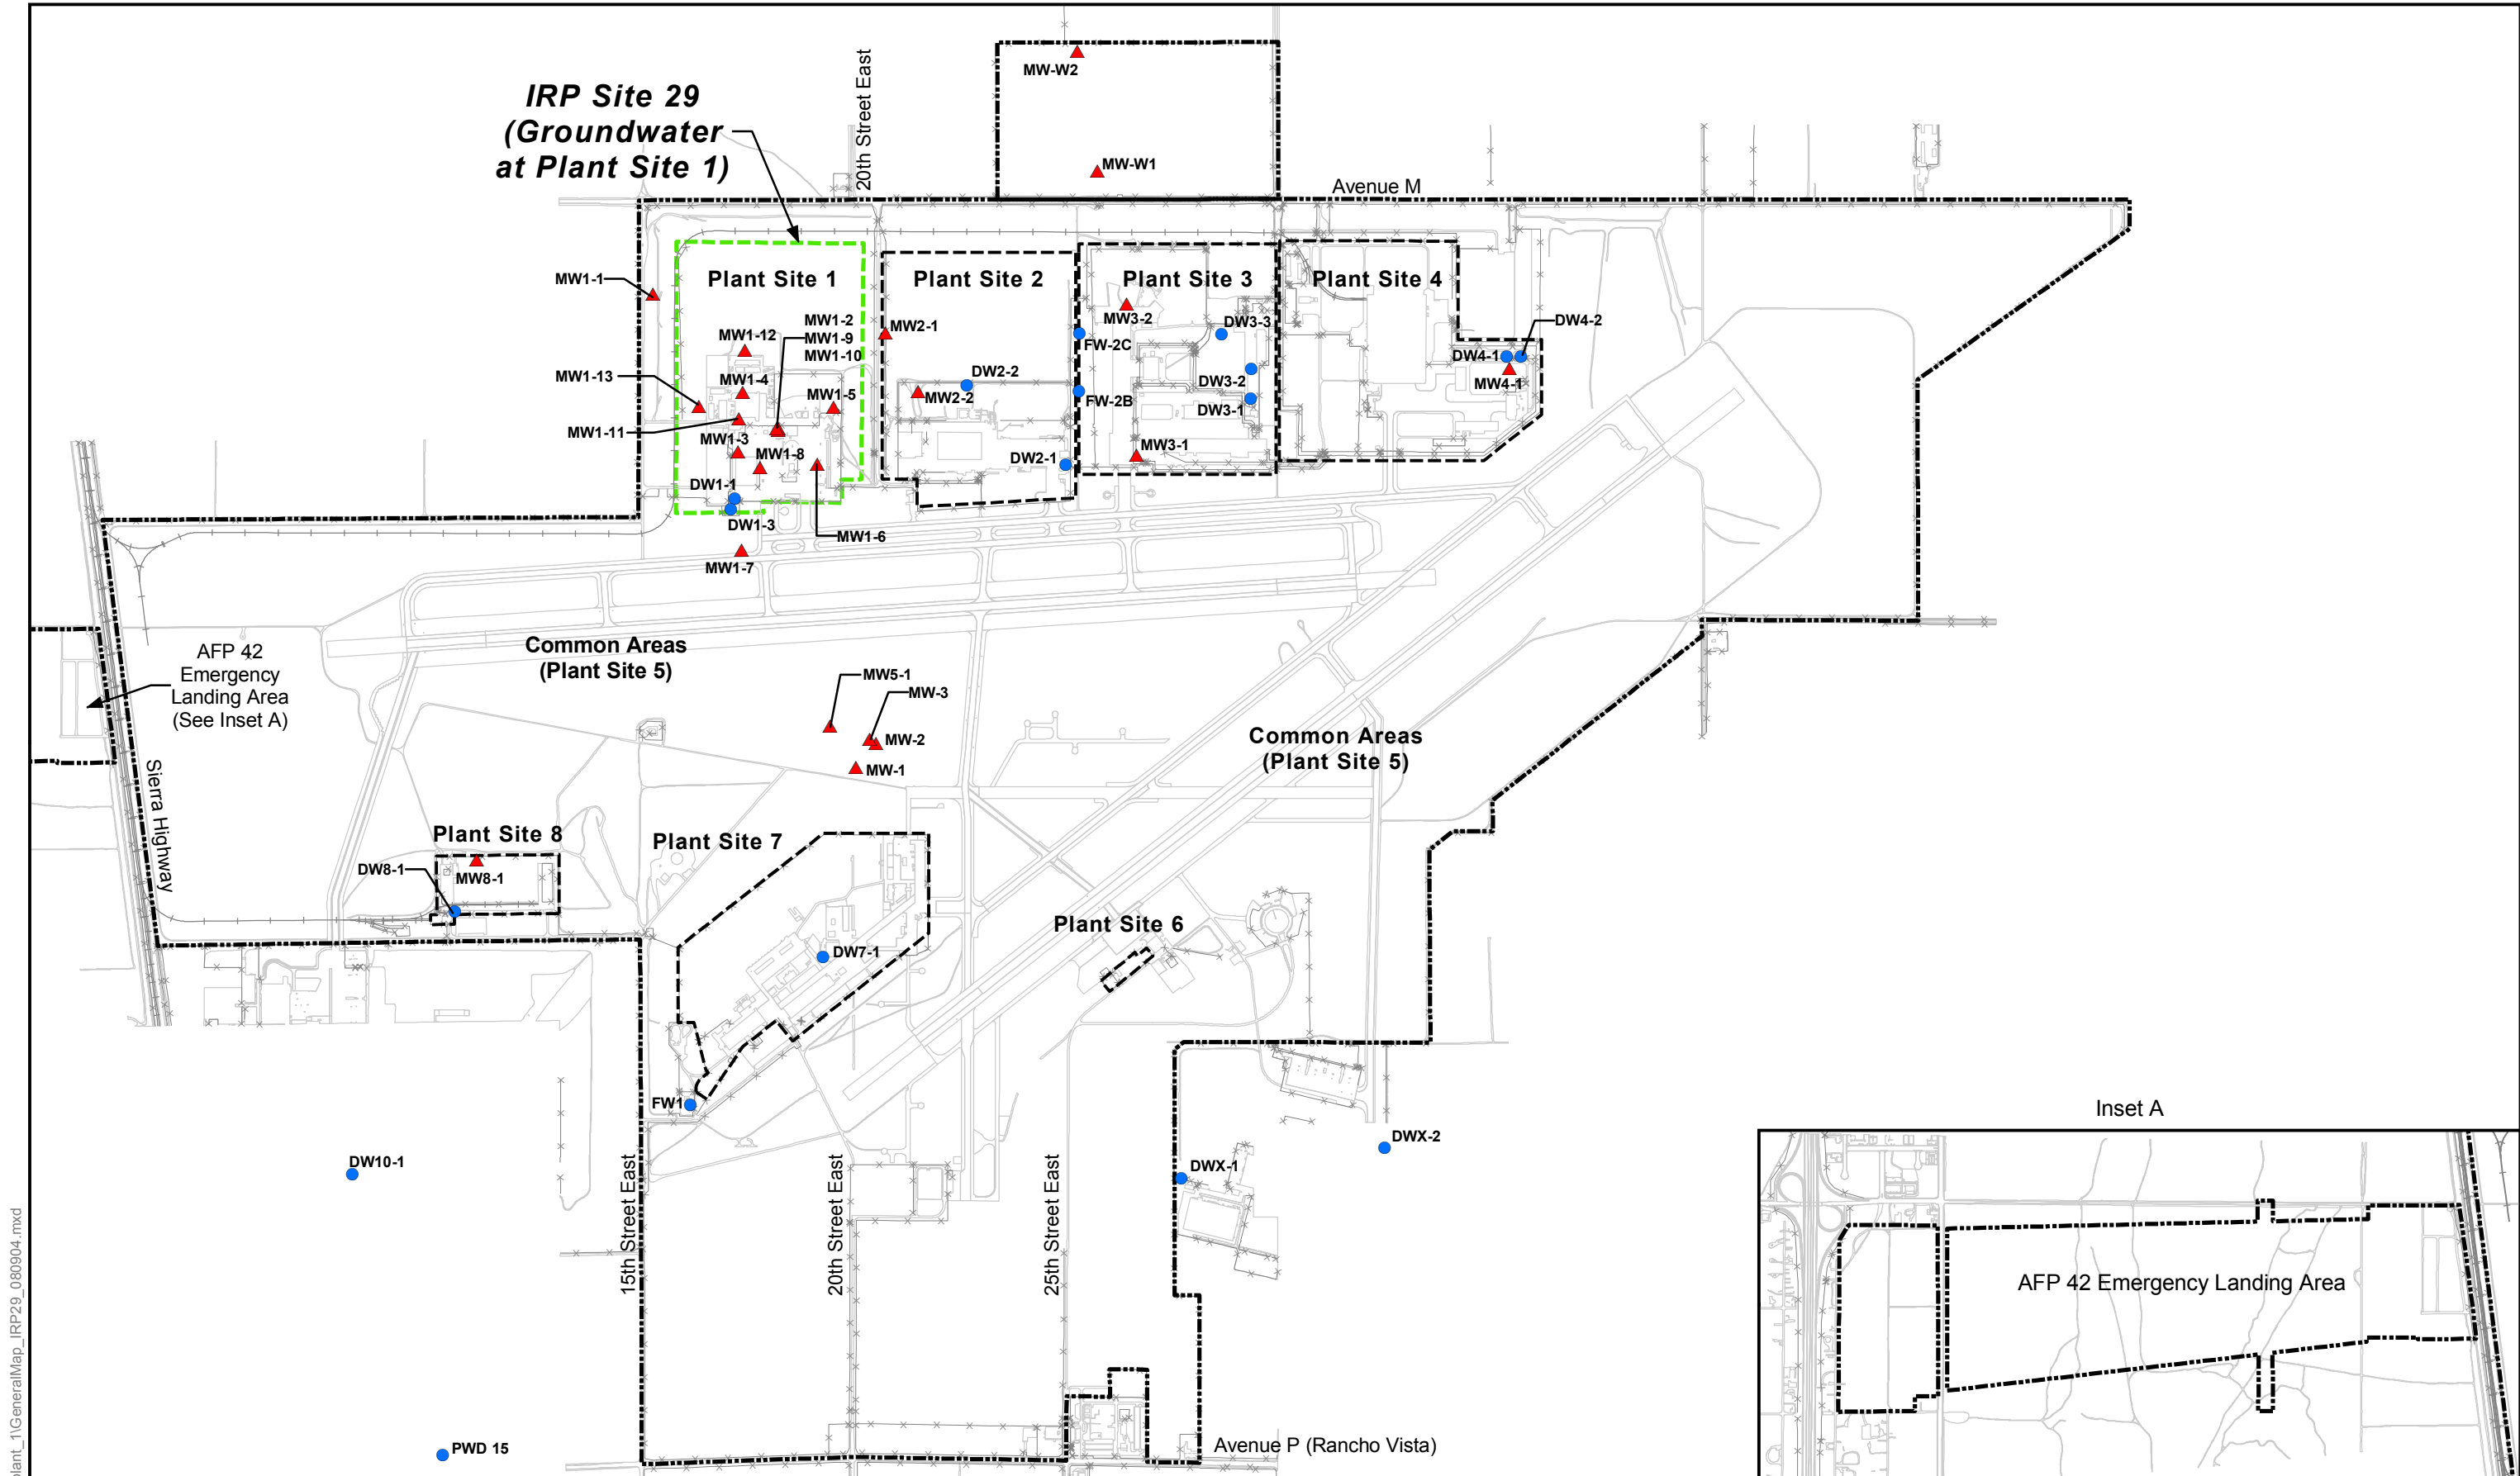 MW-W2
IRP Site 29
(Groundwater
at Plant Site 1)
20th Street East
MW-W1
Avenue M
Plant Site 1
Plant Site 2
Plant Site 3
Plant Site 4
MW1-1
MW1-2
MW1-9
MW1-10
MW1-12
MW2-1
MW3-2
DW3-3
FW-2C
DW4-2
DW4-1
MW4-1
MW1-13
MW1-4
MW1-5
DW2-2
MW2-2
FW-2B
DW3-2
DW3-1
MW1-11
MW1-3
MW1-8
MW3-1
DW2-1
DW1-1
DW1-3
MW1-6
MW1-7
AFP 42
Emergency
Landing Area
(See Inset A)
Common Areas
(Plant Site 5)
MW5-1
MW-3
MW-2
MW-1
Common Areas
(Plant Site 5)
Sierra Highway
Plant Site 8
DW8-1
MW8-1
Plant Site 7
DW7-1
Plant Site 6
FW1
DW10-1
15th Street East
20th Street East
25th Street East
DWX-1
DWX-2
PWD 15
Avenue P (Rancho Vista)
Inset A
AFP 42 Emergency Landing Area
plant_1\GeneralMap_IRP29_080904.mxd